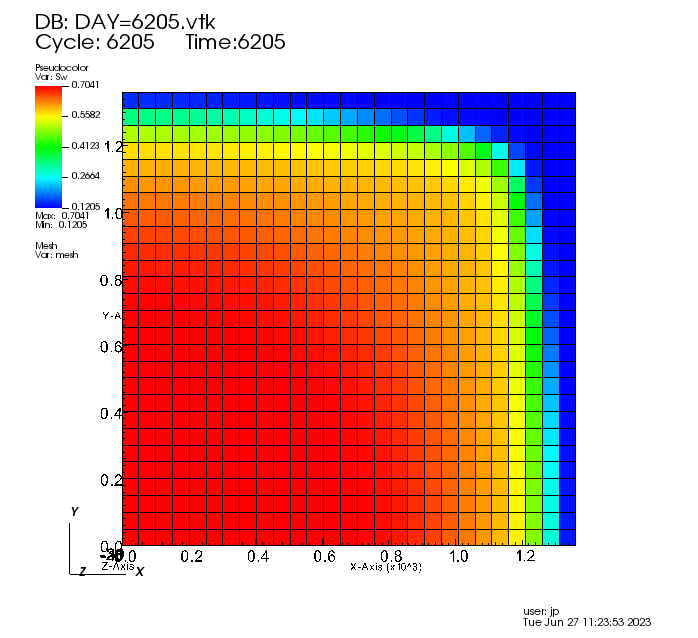 DB: DAY=6205.vtk
Cycle: 6205 Time:6205
Pseudocolor
Var: Sw
0.7041
0.5582
0.4123
0.2664
0.1205
Max: 0.7041
Min: 0.1205
Mesh
Var: mesh
1.2
1.0
0.8
Y-A
0.6
0.4
0.2
0.0
0.0 0.2 0.4 0.6 0.8 1.0 1.2
Z-Axis
X-Axis (x10^3)
Y
Z X
user: jp
Tue Jun 27 11:23:53 2023